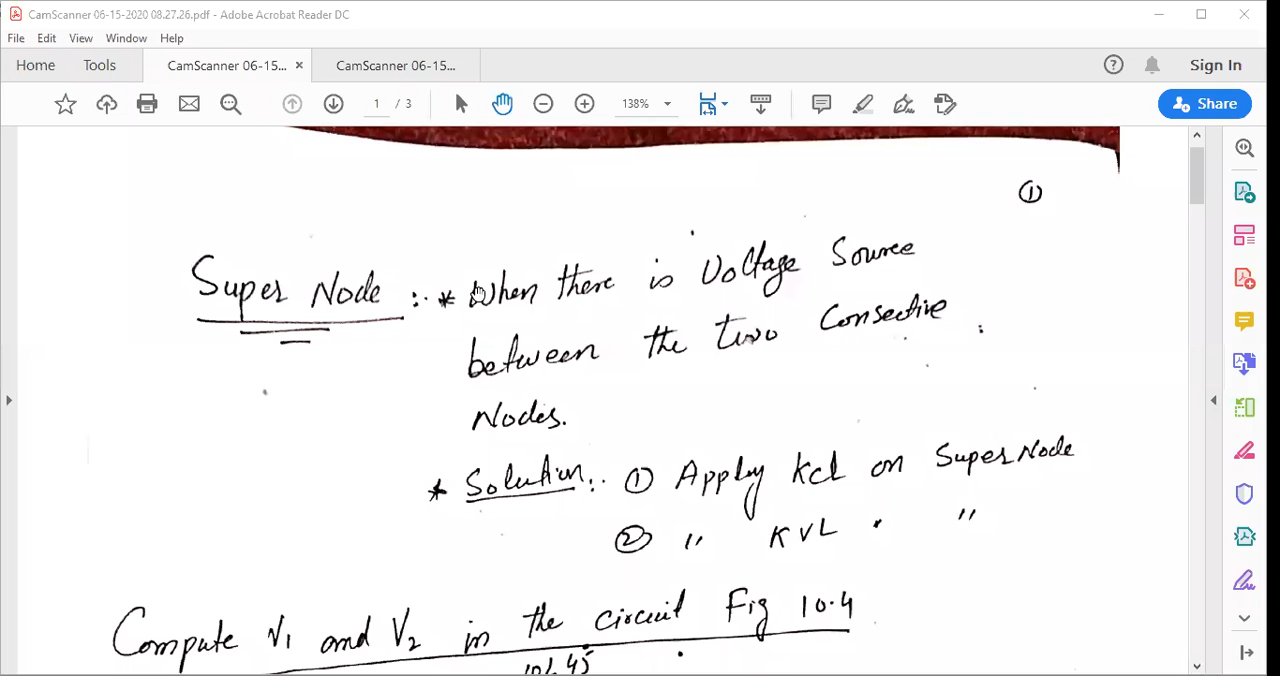 CamScanner 06-15-2020 08.27.26.pdf - Adobe Acrobat Reader DC
File Edit View Window Help
Home Tools CamScanner 06-15... × CamScanner 06-15... Sign In
1 / 3 138% Share
①
Super Node :. * When there is Voltage Source
between the two Consective
Nodes.
* Solution:. ① Apply KCL on SuperNode
② " KVL " "
Compute V1 and V2 in the circuit Fig 10.4